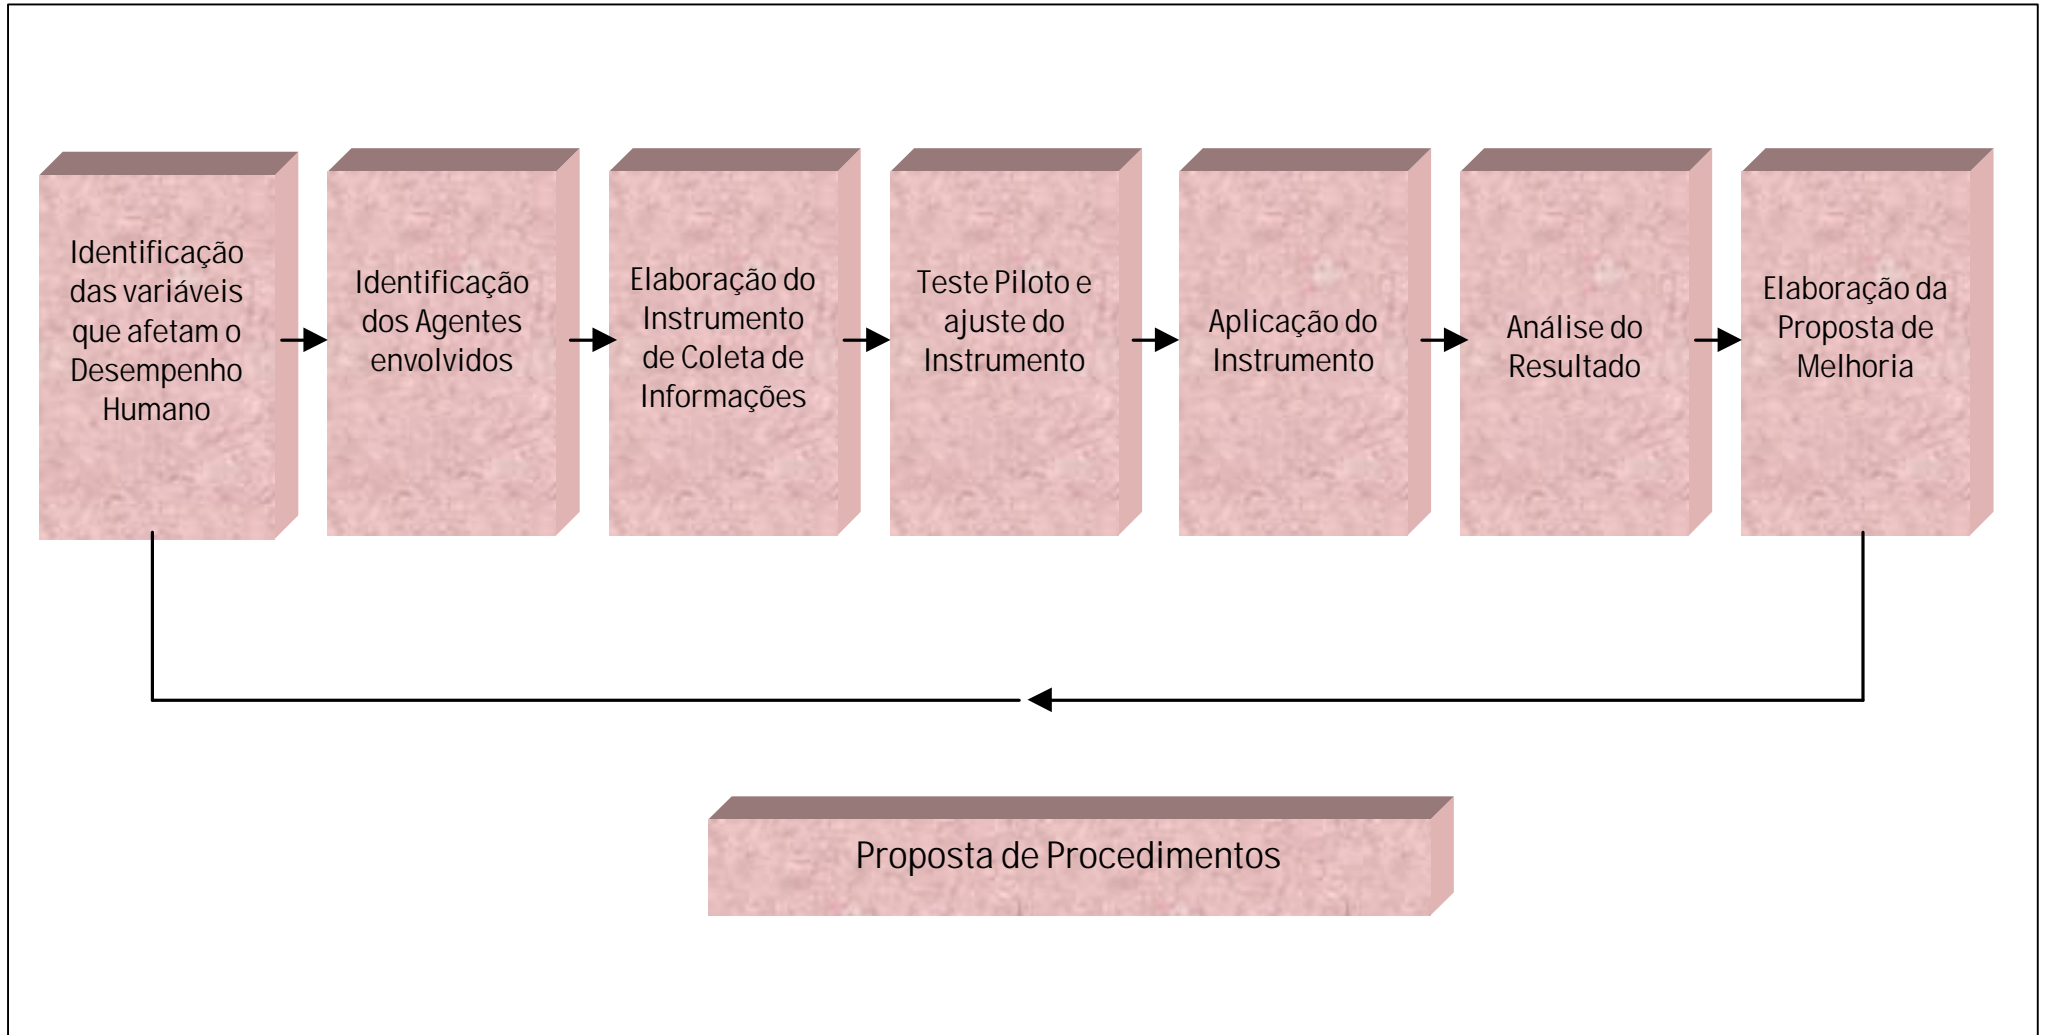 Identificação
das variáveis
que afetam o
Desempenho
Humano
Identificação
dos Agentes
envolvidos
Elaboração do
Instrumento
de Coleta de
Informações
Teste Piloto e
ajuste do
Instrumento
Aplicação do
Instrumento
Análise do
Resultado
Elaboração da
Proposta de
Melhoria
Proposta de Procedimentos